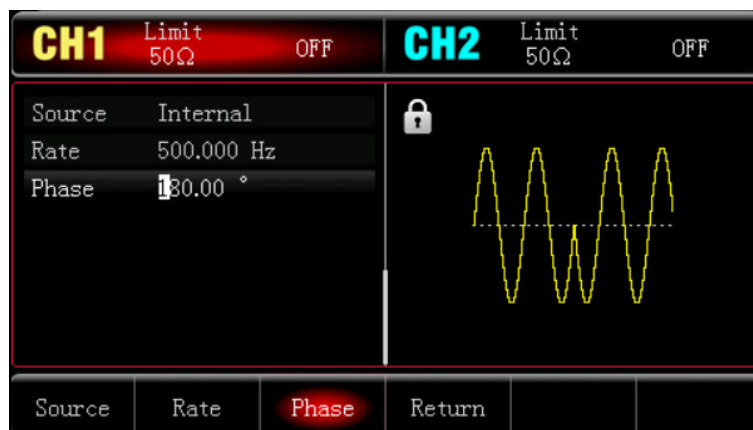 CH1 Limit 50Ω OFF CH2 Limit 50Ω OFF
Source Internal
Rate 500.000 Hz
Phase 180.00 °
Source Rate Phase Return